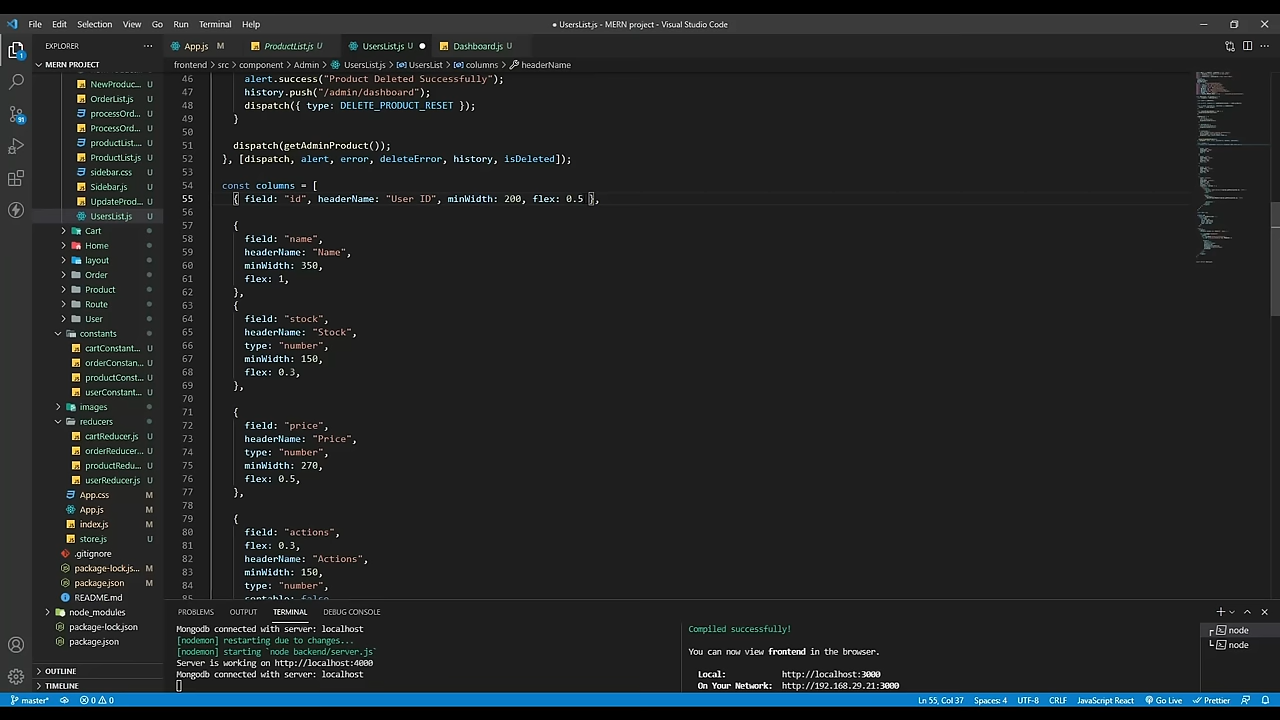 File Edit Selection View Go Run Terminal Help
● UsersList.js - MERN project - Visual Studio Code
EXPLORER
App.js M
ProductList.js U
UsersList.js U
Dashboard.js U
MERN PROJECT
frontend > src > component > Admin > UsersList.js > UsersList > columns > headerName
NewProduc... U
OrderList.js U
processOrd... U
ProcessOrd... U
productList.... U
ProductList.js U
sidebar.css U
Sidebar.js U
UpdateProd... U
UsersList.js U
Cart
Home
layout
Order
Product
Route
User
constants
cartConstant... U
orderConstan... U
productConst... U
userConstant... U
images
reducers
cartReducer.js U
orderReducer... U
productRedu... U
userReducer.js U
App.css M
App.js M
index.js M
store.js U
.gitignore
package-lock.js... M
package.json M
README.md
node_modules
package-lock.json
package.json
OUTLINE
TIMELINE
46 alert.success("Product Deleted Successfully");
47 history.push("/admin/dashboard");
48 dispatch({ type: DELETE_PRODUCT_RESET });
49 }
50
51 dispatch(getAdminProduct());
52 }, [dispatch, alert, error, deleteError, history, isDeleted]);
53
54 const columns = [
55 { field: "id", headerName: "User ID", minWidth: 200, flex: 0.5 },
56
57 {
58 field: "name",
59 headerName: "Name",
60 minWidth: 350,
61 flex: 1,
62 },
63 {
64 field: "stock",
65 headerName: "Stock",
66 type: "number",
67 minWidth: 150,
68 flex: 0.3,
69 },
70
71 {
72 field: "price",
73 headerName: "Price",
74 type: "number",
75 minWidth: 270,
76 flex: 0.5,
77 },
78
79 {
80 field: "actions",
81 flex: 0.3,
82 headerName: "Actions",
83 minWidth: 150,
84 type: "number",
85 sortable: false,
PROBLEMS OUTPUT TERMINAL DEBUG CONSOLE
Mongodb connected with server: localhost
[nodemon] restarting due to changes...
[nodemon] starting `node backend/server.js`
Server is working on http://localhost:4000
Mongodb connected with server: localhost
Compiled successfully!
You can now view frontend in the browser.
Local: http://localhost:3000
On Your Network: http://192.168.29.21:3000
node
node
master* 0 0
Ln 55, Col 37 Spaces: 4 UTF-8 CRLF JavaScript React Go Live Prettier